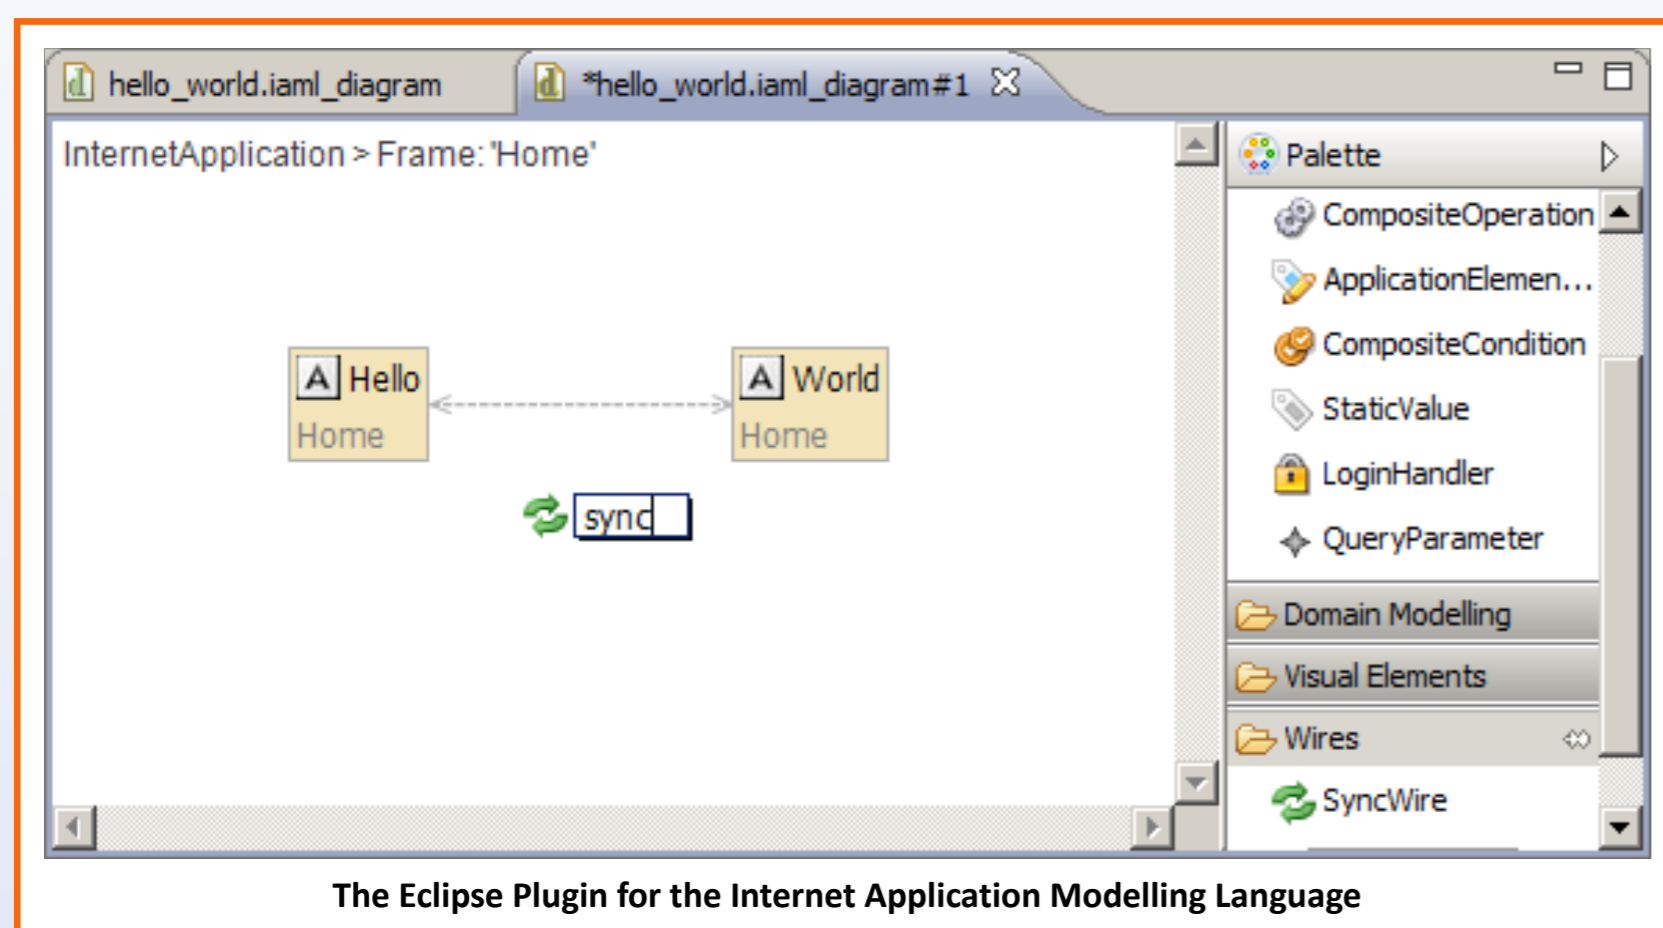 hello_world.iaml_diagram
*hello_world.iaml_diagram#1
InternetApplication > Frame: 'Home'
A Hello
Home
A World
Home
sync
Palette
CompositeOperation
ApplicationElemen...
CompositeCondition
StaticValue
LoginHandler
QueryParameter
Domain Modelling
Visual Elements
Wires
SyncWire
The Eclipse Plugin for the Internet Application Modelling Language